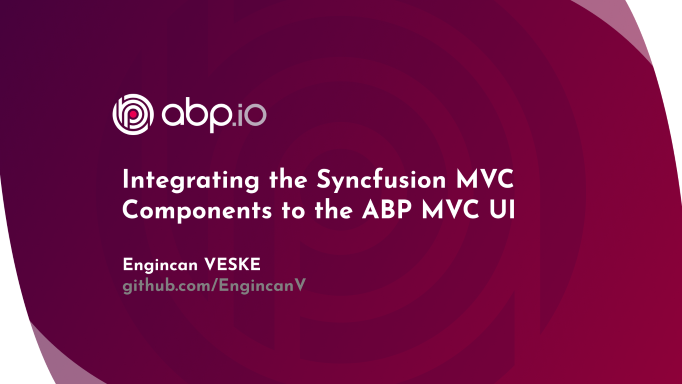 abp.io
Integrating the Syncfusion MVC
Components to the ABP MVC UI
Engincan VESKE
github.com/EngincanV